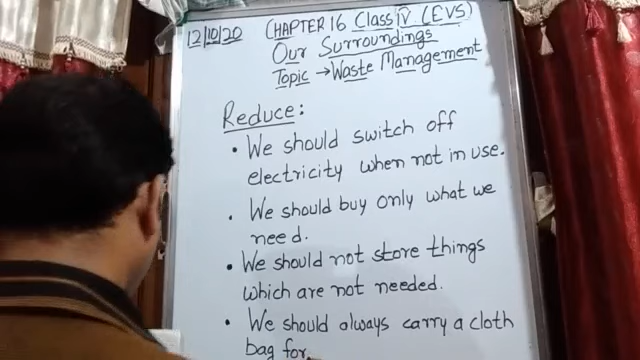 12/10/20 CHAPTER 16 Class IV (EVS)
Our Surroundings
Topic → Waste Management
Reduce:
• We should switch off
electricity when not in use.
• We should buy only what we
need.
• We should not store things
which are not needed.
• We should always carry a cloth
bag for